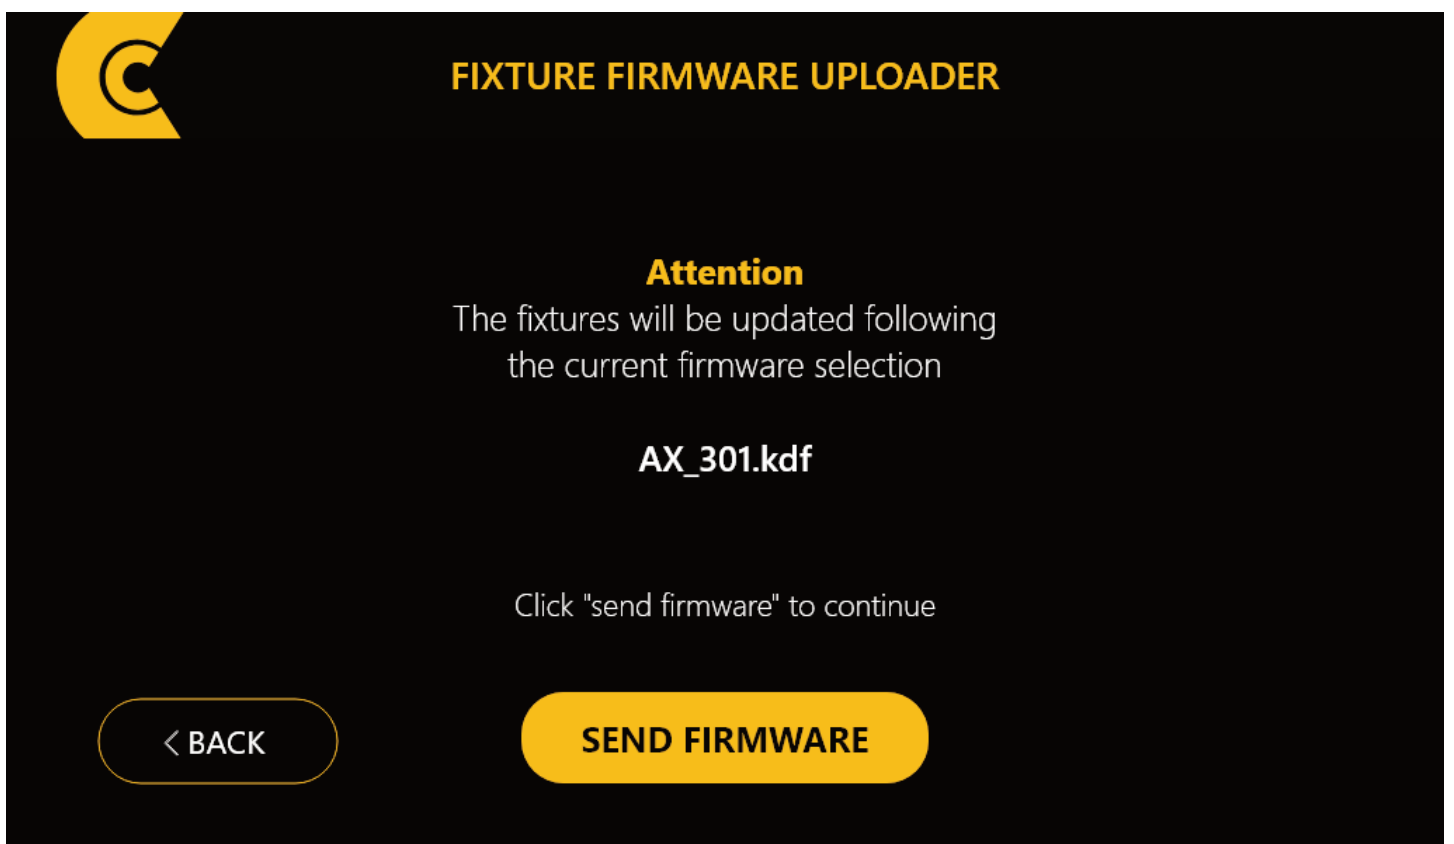 FIXTURE FIRMWARE UPLOADER
Attention
The fixtures will be updated following
the current firmware selection
AX_301.kdf
Click "send firmware" to continue
< BACK
SEND FIRMWARE